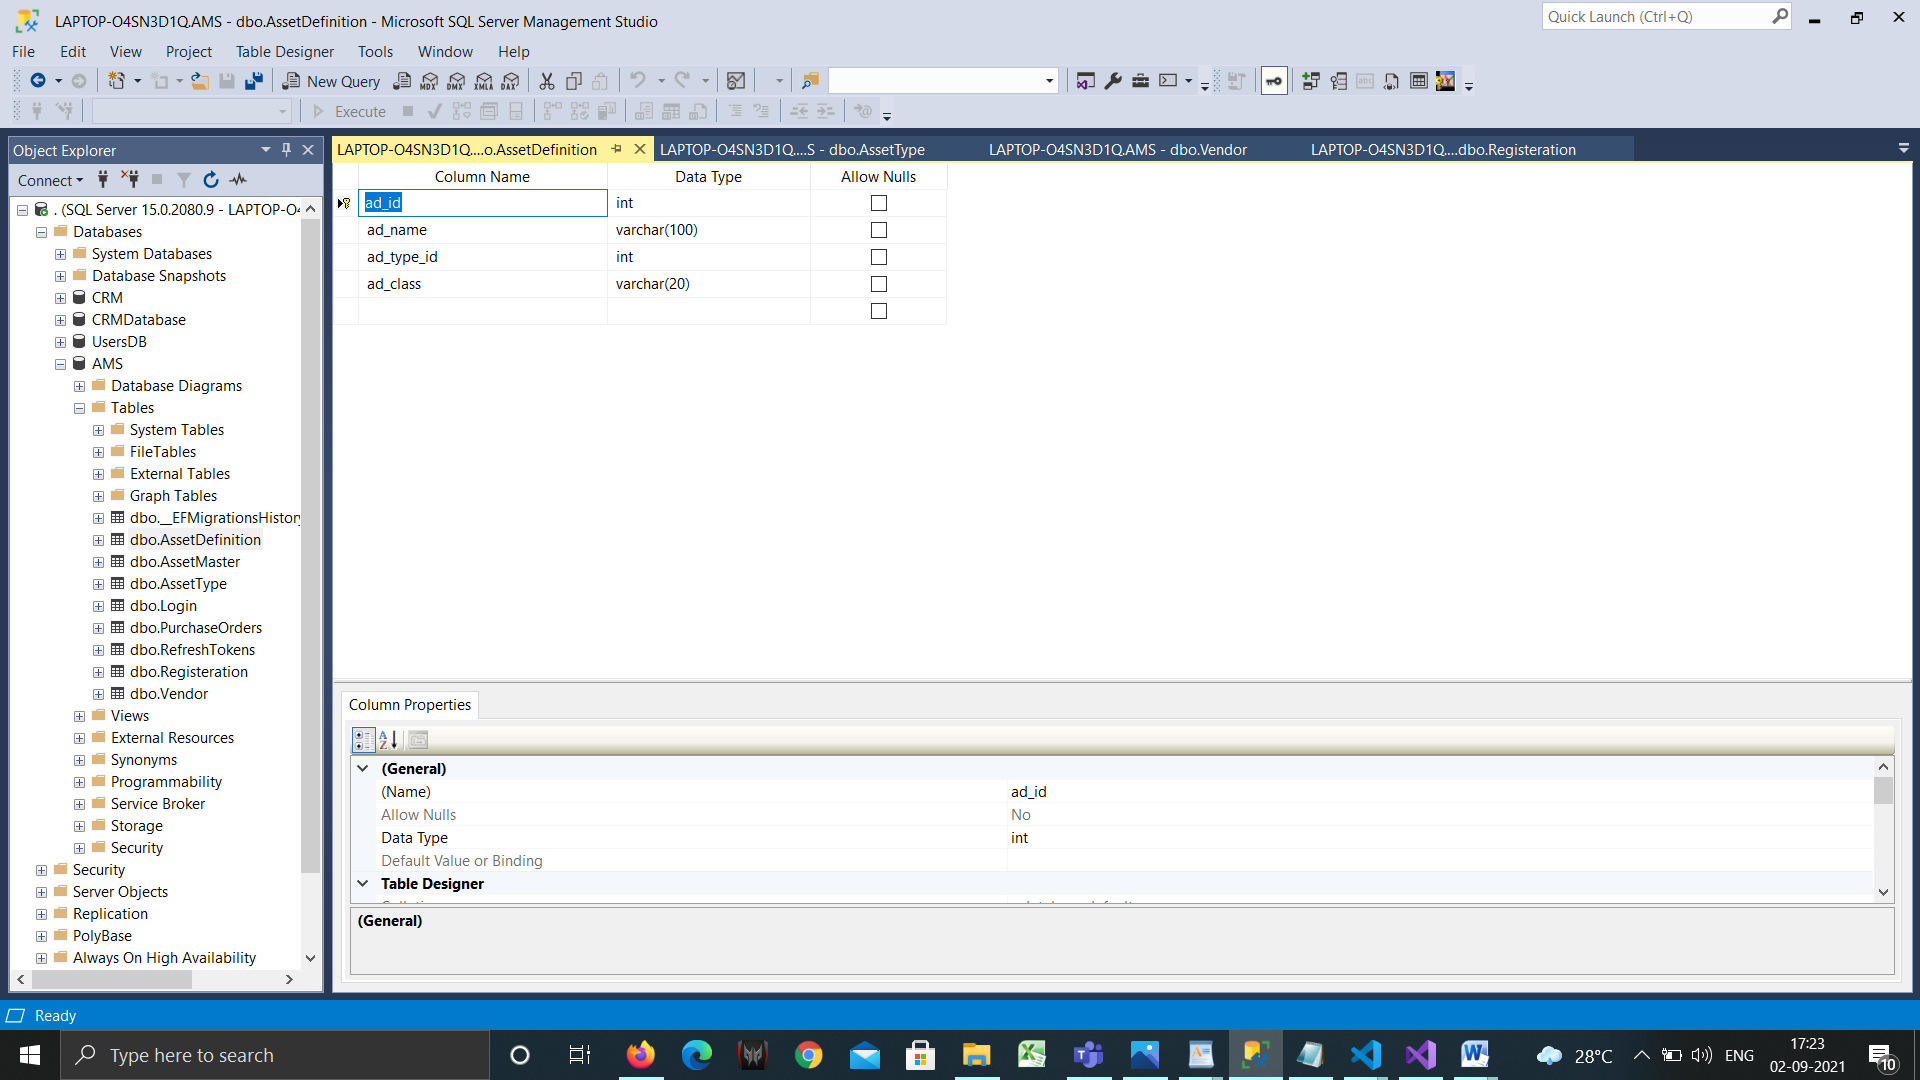 LAPTOP-O4SN3D1Q.AMS - dbo.AssetDefinition - Microsoft SQL Server Management Studio
Quick Launch (Ctrl+Q)
File Edit View Project Table Designer Tools Window Help
New Query MDX DMX XMLA DAX
Execute
Object Explorer
Connect
. (SQL Server 15.0.2080.9 - LAPTOP-O4
Databases
System Databases
Database Snapshots
CRM
CRMDatabase
UsersDB
AMS
Database Diagrams
Tables
System Tables
FileTables
External Tables
Graph Tables
dbo.__EFMigrationsHistory
dbo.AssetDefinition
dbo.AssetMaster
dbo.AssetType
dbo.Login
dbo.PurchaseOrders
dbo.RefreshTokens
dbo.Registeration
dbo.Vendor
Views
External Resources
Synonyms
Programmability
Service Broker
Storage
Security
Security
Server Objects
Replication
PolyBase
Always On High Availability
LAPTOP-O4SN3D1Q....o.AssetDefinition LAPTOP-O4SN3D1Q....S - dbo.AssetType LAPTOP-O4SN3D1Q.AMS - dbo.Vendor LAPTOP-O4SN3D1Q....dbo.Registeration
Column Name Data Type Allow Nulls
ad_id int
ad_name varchar(100)
ad_type_id int
ad_class varchar(20)
Column Properties
(General)
(Name) ad_id
Allow Nulls No
Data Type int
Default Value or Binding
Table Designer
(General)
Ready
Type here to search
28°C ENG
17:23
02-09-2021
10